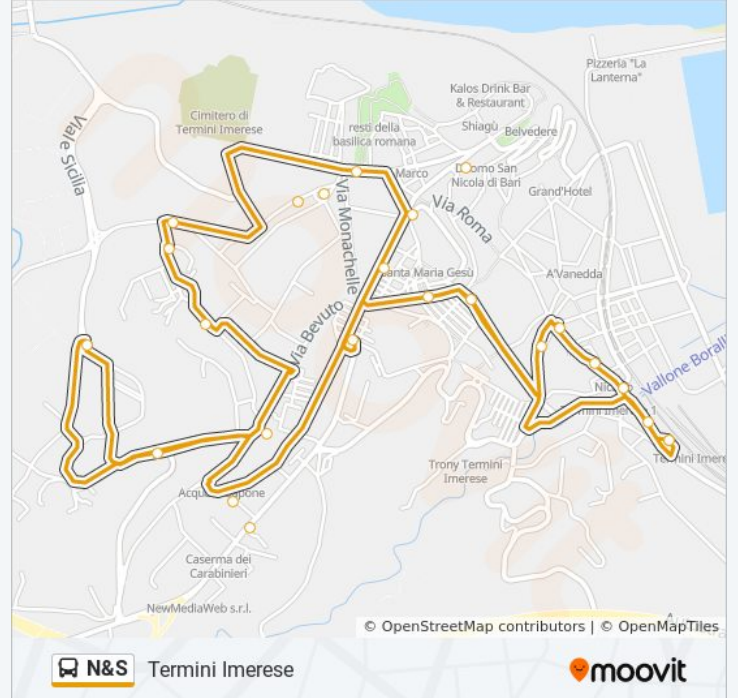 Pizzeria "La
Lanterna"
Kalos Drink Bar
& Restaurant
Cimitero di
Termini Imerese
resti della
basilica romana
Shiagù
Belvedere
Viale Sicilia
Marco
Duomo San
Nicola di Bari
Grand'Hotel
Via Monachelle
Via Roma
Santa Maria Gesù
A'Vanedda
Via Bevuto
Vallone Borall
Termini Imer
Trony Termini
Imerese
Caserma dei
Carabinieri
NewMediaWeb s.r.l.
© OpenStreetMap contributors | © OpenMapTiles
N&S Termini Imerese
moovit